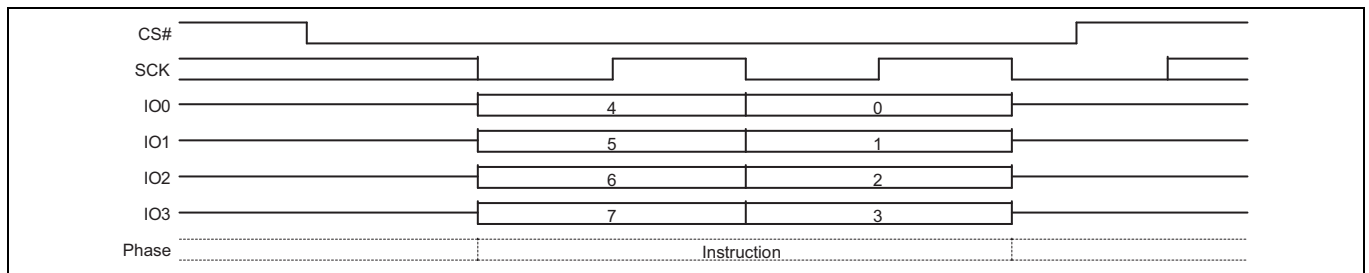 CS#
SCK
IO0 4 0
IO1 5 1
IO2 6 2
IO3 7 3
Phase Instruction